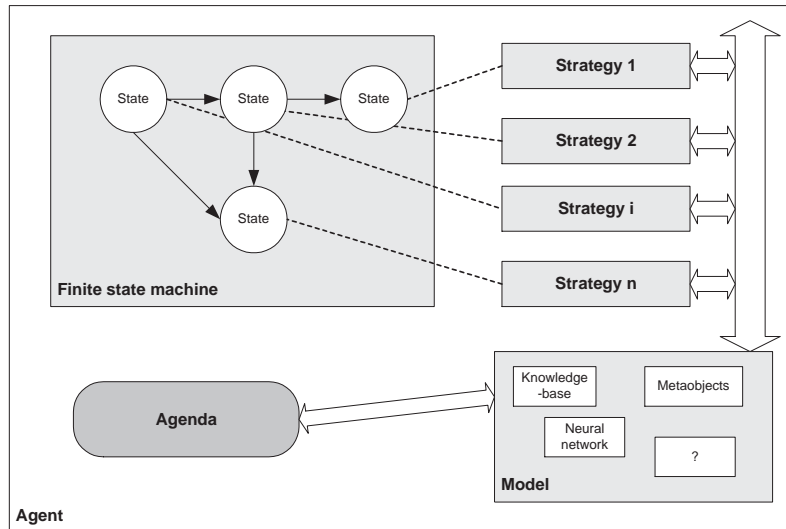 State
State
State
State
Finite state machine
Strategy 1
Strategy 2
Strategy i
Strategy n
Agenda
Knowledge
-base
Metaobjects
Neural
network
?
Model
Agent